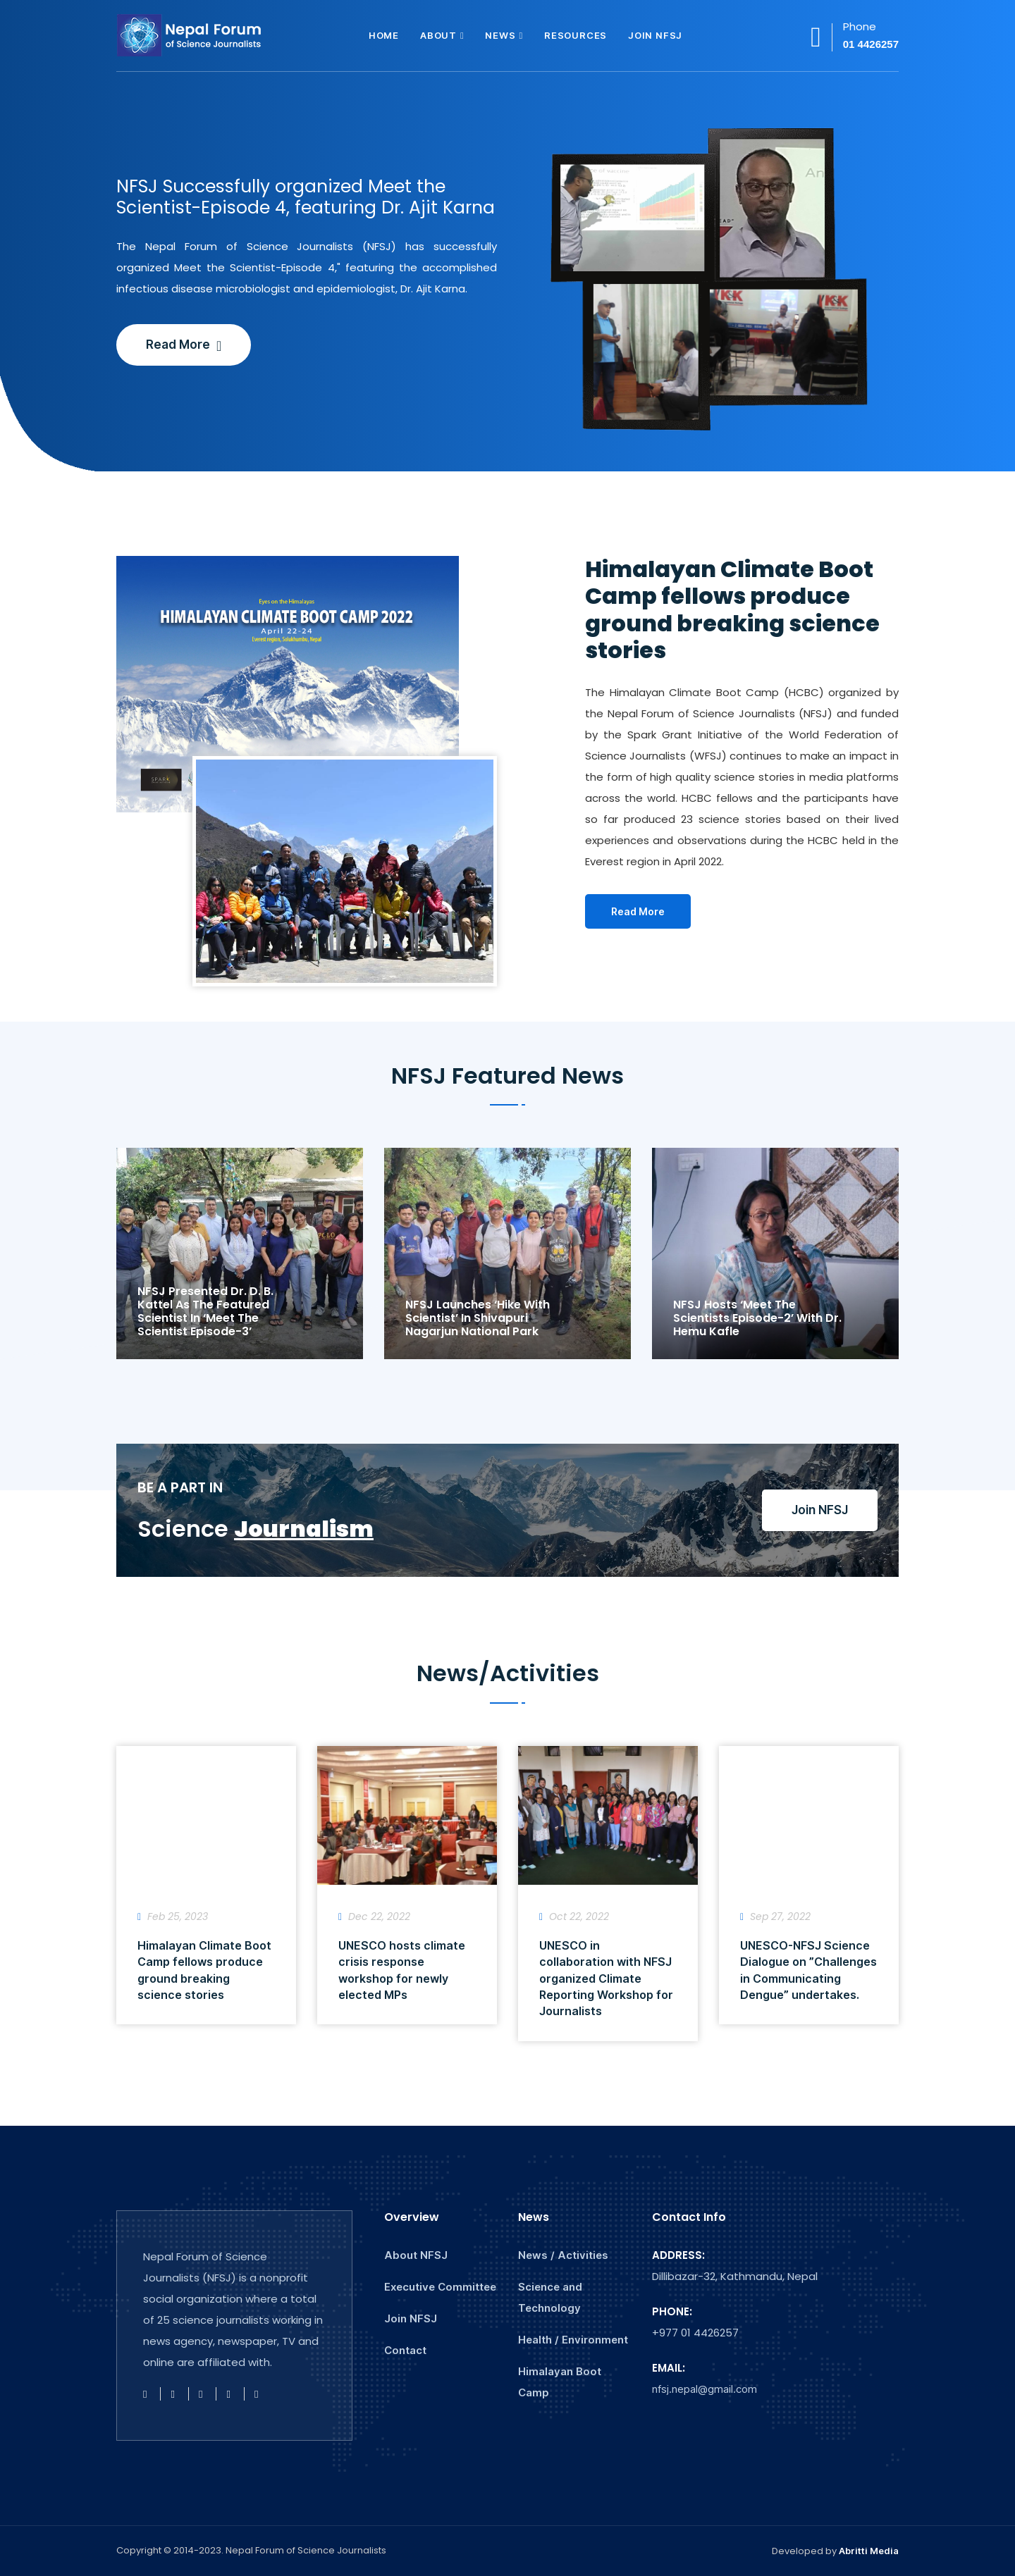 Nepal Forum
of Science Journalists
HOME
ABOUT
NEWS
RESOURCES
JOIN NFSJ
Phone
01 4426257
NFSJ Successfully organized Meet the
Scientist-Episode 4, featuring Dr. Ajit Karna
The Nepal Forum of Science Journalists (NFSJ) has successfully
organized Meet the Scientist-Episode 4," featuring the accomplished
infectious disease microbiologist and epidemiologist, Dr. Ajit Karna.
Read More
Eyes on the Himalayas
HIMALAYAN CLIMATE BOOT CAMP 2022
April 22-24
Everest region, Solukhumbu, Nepal
SPARK
Himalayan Climate Boot
Camp fellows produce
ground breaking science
stories
The Himalayan Climate Boot Camp (HCBC) organized by
the Nepal Forum of Science Journalists (NFSJ) and funded
by the Spark Grant Initiative of the World Federation of
Science Journalists (WFSJ) continues to make an impact in
the form of high quality science stories in media platforms
across the world. HCBC fellows and the participants have
so far produced 23 science stories based on their lived
experiences and observations during the HCBC held in the
Everest region in April 2022.
Read More
NFSJ Featured News
NFSJ Presented Dr. D. B.
Kattel As The Featured
Scientist In ‘Meet The
Scientist Episode-3’
NFSJ Launches ‘Hike With
Scientist’ In Shivapuri
Nagarjun National Park
NFSJ Hosts ‘Meet The
Scientists Episode-2’ With Dr.
Hemu Kafle
BE A PART IN
Science Journalism
Join NFSJ
News/Activities
Feb 25, 2023
Himalayan Climate Boot
Camp fellows produce
ground breaking
science stories
Dec 22, 2022
UNESCO hosts climate
crisis response
workshop for newly
elected MPs
Oct 22, 2022
UNESCO in
collaboration with NFSJ
organized Climate
Reporting Workshop for
Journalists
Sep 27, 2022
UNESCO-NFSJ Science
Dialogue on “Challenges
in Communicating
Dengue” undertakes.
Nepal Forum of Science
Journalists (NFSJ) is a nonprofit
social organization where a total
of 25 science journalists working in
news agency, newspaper, TV and
online are affiliated with.
Overview
About NFSJ
Executive Committee
Join NFSJ
Contact
News
News / Activities
Science and
Technology
Health / Environment
Himalayan Boot
Camp
Contact Info
ADDRESS:
Dillibazar-32, Kathmandu, Nepal
PHONE:
+977 01 4426257
EMAIL:
nfsj.nepal@gmail.com
Copyright © 2014-2023. Nepal Forum of Science Journalists
Developed by Abritti Media